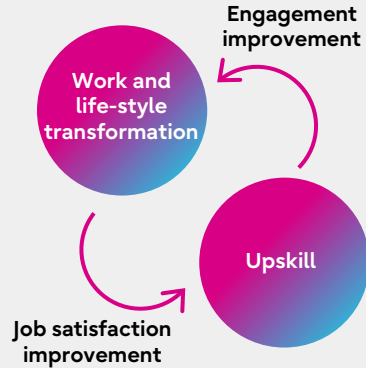 Engagement
improvement
Work and
life-style
transformation
Upskill
Job satisfaction
improvement